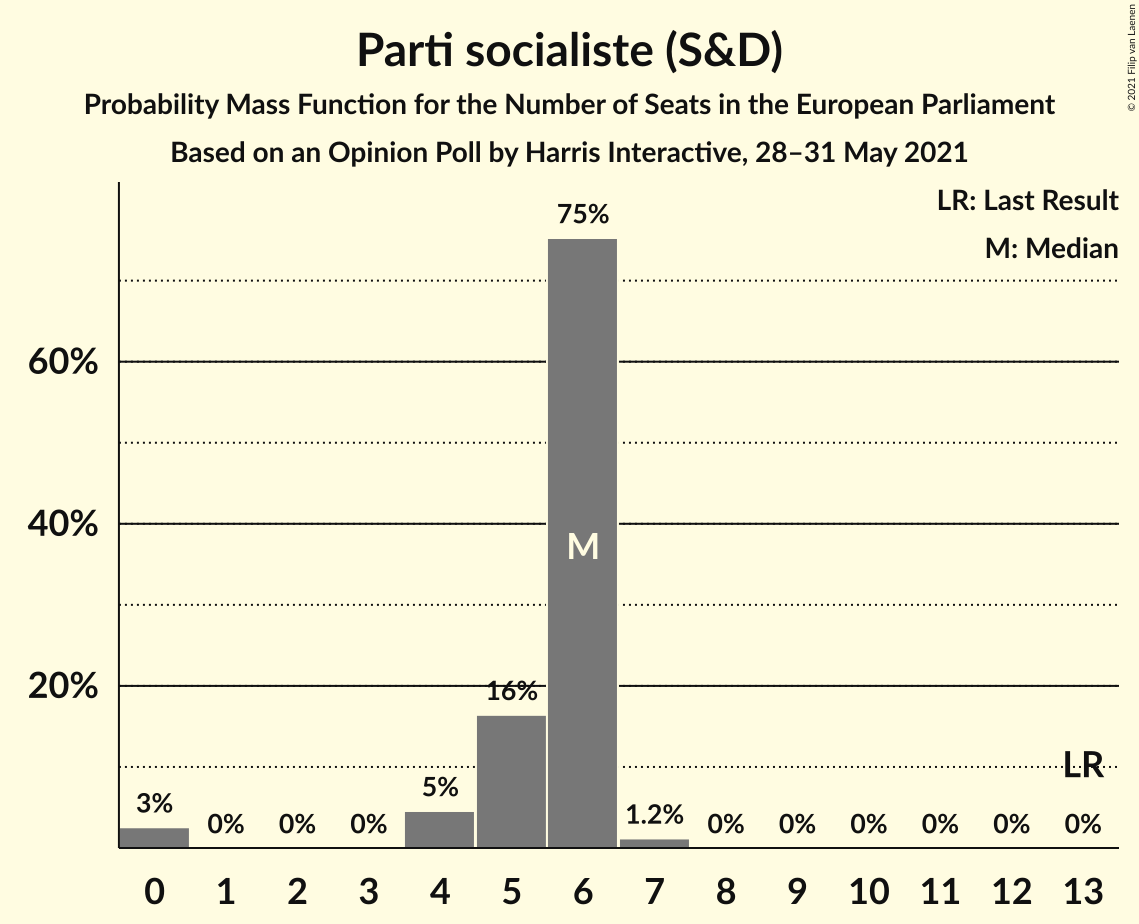 Parti socialiste (S&D)
Probability Mass Function for the Number of Seats in the European Parliament
Based on an Opinion Poll by Harris Interactive, 28–31 May 2021
© 2021 Filip van Laenen
LR: Last Result
M: Median
75%
60%
40%
20%
M
16%
LR
3%
0%
0%
0%
5%
1.2%
0%
0%
0%
0%
0%
0%
0 1 2 3 4 5 6 7 8 9 10 11 12 13